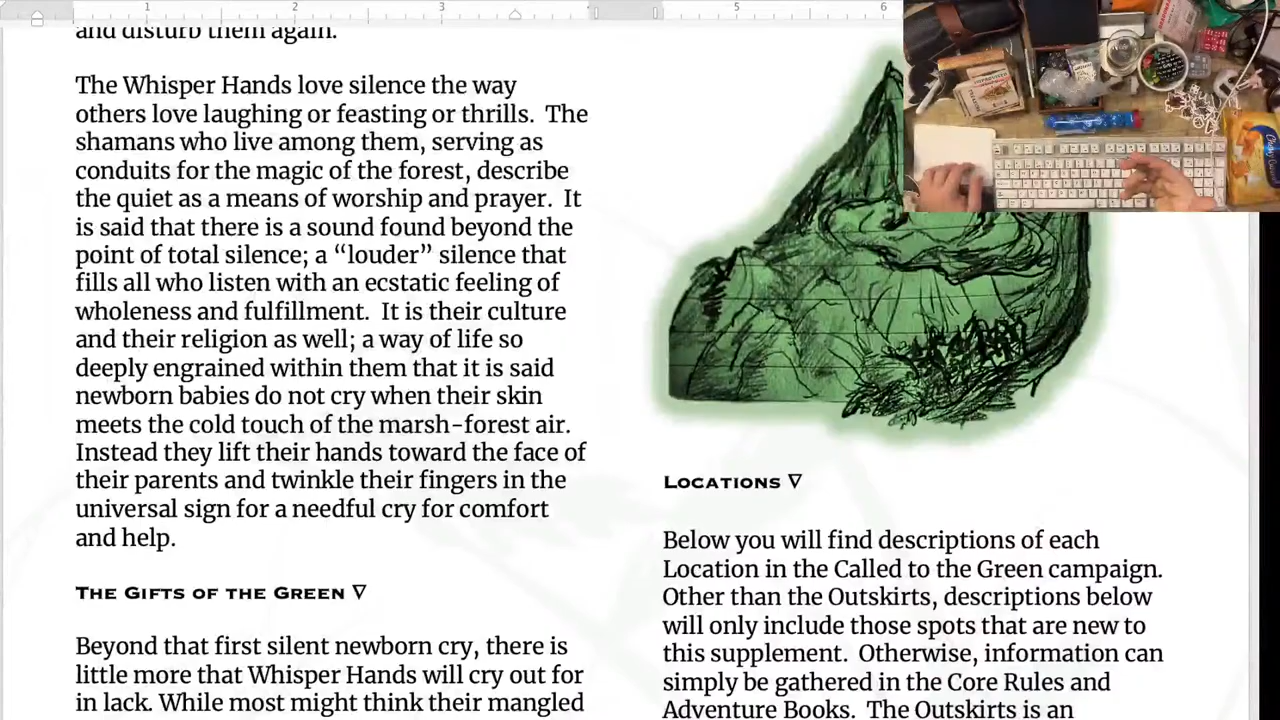 1 2 3 5 6
and disturb them again.
The Whisper Hands love silence the way
others love laughing or feasting or thrills.  The
shamans who live among them, serving as
conduits for the magic of the forest, describe
the quiet as a means of worship and prayer.  It
is said that there is a sound found beyond the
point of total silence; a “louder” silence that
fills all who listen with an ecstatic feeling of
wholeness and fulfillment.  It is their culture
and their religion as well; a way of life so
deeply engrained within them that it is said
newborn babies do not cry when their skin
meets the cold touch of the marsh-forest air.
Instead they lift their hands toward the face of
their parents and twinkle their fingers in the
universal sign for a needful cry for comfort
and help.
The Gifts of the Green ∇
Beyond that first silent newborn cry, there is
little more that Whisper Hands will cry out for
in lack. While most might think their mangled
Locations ∇
Below you will find descriptions of each
Location in the Called to the Green campaign.
Other than the Outskirts, descriptions below
will only include those spots that are new to
this supplement.  Otherwise, information can
simply be gathered in the Core Rules and
Adventure Books.  The Outskirts is an